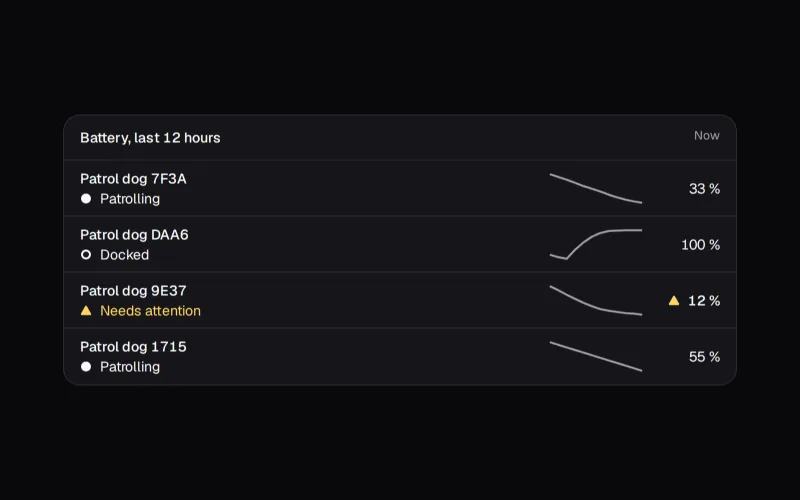 Battery, last 12 hours
Now
Patrol dog 7F3A
Patrolling
33 %
Patrol dog DAA6
Docked
100 %
Patrol dog 9E37
Needs attention
12 %
Patrol dog 1715
Patrolling
55 %